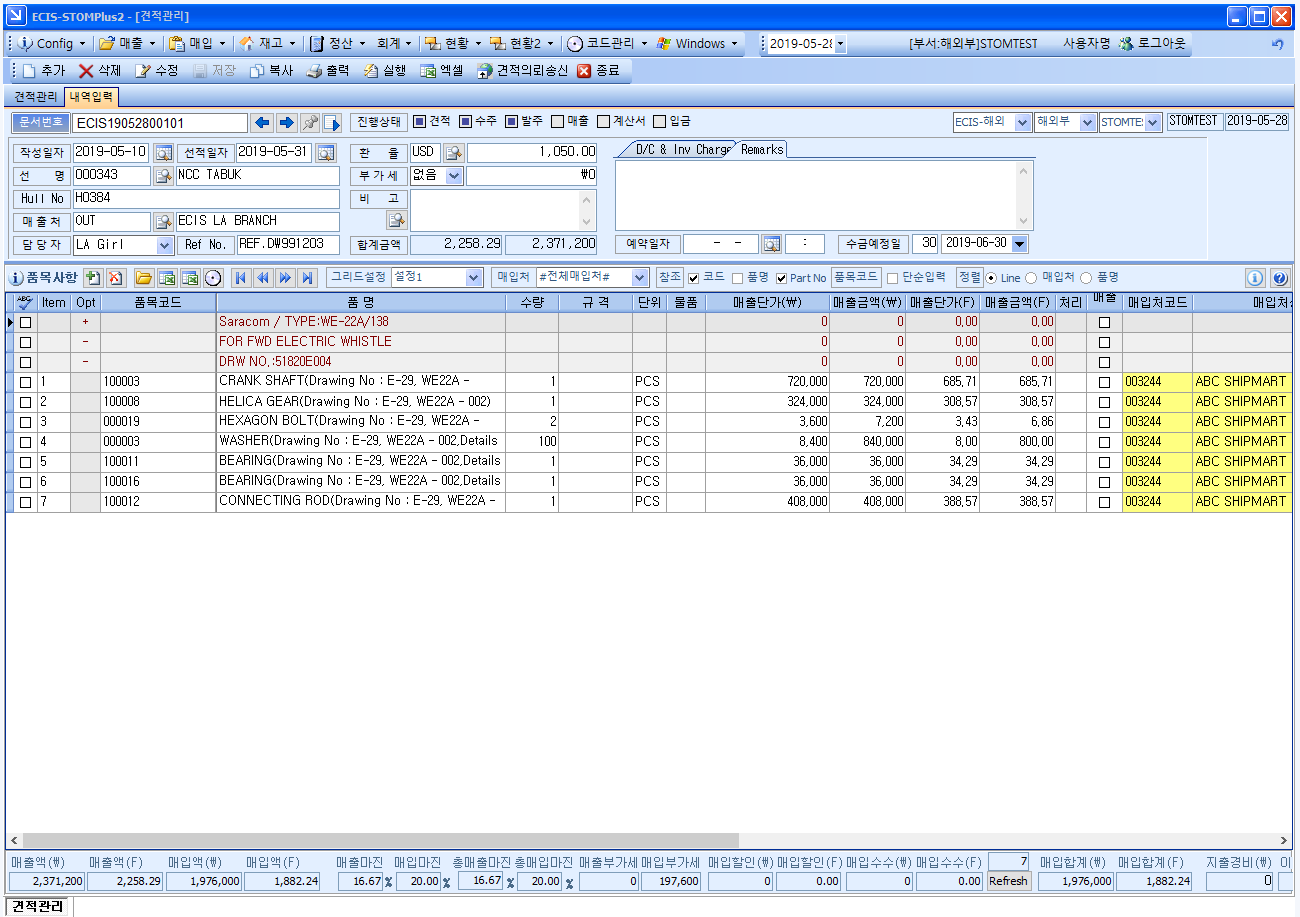 ECIS-STOMPlus2 - [견적관리]
Config 매출 매입 재고 정산 회계 현황 현황2 코드관리 Windows 2019-05-28 [부서:해외부]STOMTEST 사용자명 로그아웃
추가 삭제 수정 저장 복사 출력 실행 엑셀 견적의뢰송신 종료
견적관리 내역입력
문서번호 ECIS19052800101 진행상태 견적 수주 발주 매출 계산서 입금 ECIS-해외 해외부 STOMTE STOMTEST 2019-05-28
작성일자 2019-05-10 선적일자 2019-05-31 환 율 USD 1,050.00 D/C & Inv Charge Remarks
선 명 000343 NCC TABUK 부가세 없음 ₩0
Hull No H0384 비 고
매출처 OUT ECIS LA BRANCH
담당자 LA Girl Ref No. REF.DW991203 합계금액 2,258.29 2,371,200 예약일자 - - : 수금예정일 30 2019-06-30
품목사항 그리드설정 설정1 매입처 #전체매입처# 참조 코드 품명 Part No 품목코드 단순입력 정렬 Line 매입처 품명
Item Opt 품목코드 품 명 수량 규 격 단위 물품 매출단가(₩) 매출금액(₩) 매출단가(F) 매출금액(F) 처리 매출 매입처코드
+ Saracom / TYPE:WE-22A/138 0 0 0.00 0.00
- FOR FWD ELECTRIC WHISTLE 0 0 0.00 0.00
- DRW NO.:51820E004 0 0 0.00 0.00
1 100003 CRANK SHAFT(Drawing No : E-29, WE22A - 1 PCS 720,000 720,000 685.71 685.71 003244 ABC SHIPMART
2 100008 HELICA GEAR(Drawing No : E-29, WE22A - 002) 1 PCS 324,000 324,000 308.57 308.57 003244 ABC SHIPMART
3 000019 HEXAGON BOLT(Drawing No : E-29, WE22A - 2 PCS 3,600 7,200 3.43 6.86 003244 ABC SHIPMART
4 000003 WASHER(Drawing No : E-29, WE22A - 002,Details 100 PCS 8,400 840,000 8.00 800.00 003244 ABC SHIPMART
5 100011 BEARING(Drawing No : E-29, WE22A - 002,Details 1 PCS 36,000 36,000 34.29 34.29 003244 ABC SHIPMART
6 100016 BEARING(Drawing No : E-29, WE22A - 002,Details 1 PCS 36,000 36,000 34.29 34.29 003244 ABC SHIPMART
7 100012 CONNECTING ROD(Drawing No : E-29, WE22A - 1 PCS 408,000 408,000 388.57 388.57 003244 ABC SHIPMART
매출액(₩) 매출액(F) 매입액(₩) 매입액(F) 매출마진 매입마진 총매출마진 총매입마진 매출부가세 매입부가세 매입할인(₩) 매입할인(F) 매입수수(₩) 매입수수(F) 7 매입합계(₩) 매입합계(F) 지출경비(₩)
2,371,200 2,258.29 1,976,000 1,882.24 16.67 % 20.00 % 16.67 % 20.00 % 0 197,600 0 0.00 0 0.00 Refresh 1,976,000 1,882.24 0
견적관리